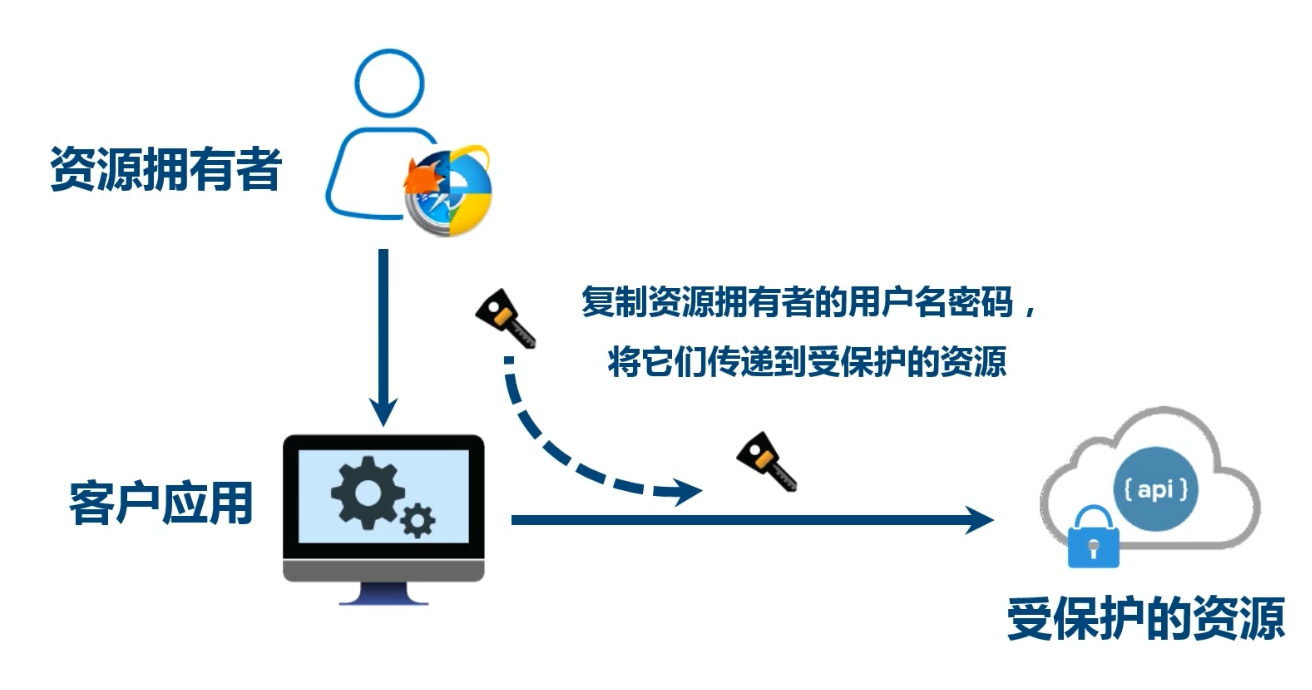 资源拥有者
复制资源拥有者的用户名密码，
将它们传递到受保护的资源
客户应用
{api}
受保护的资源